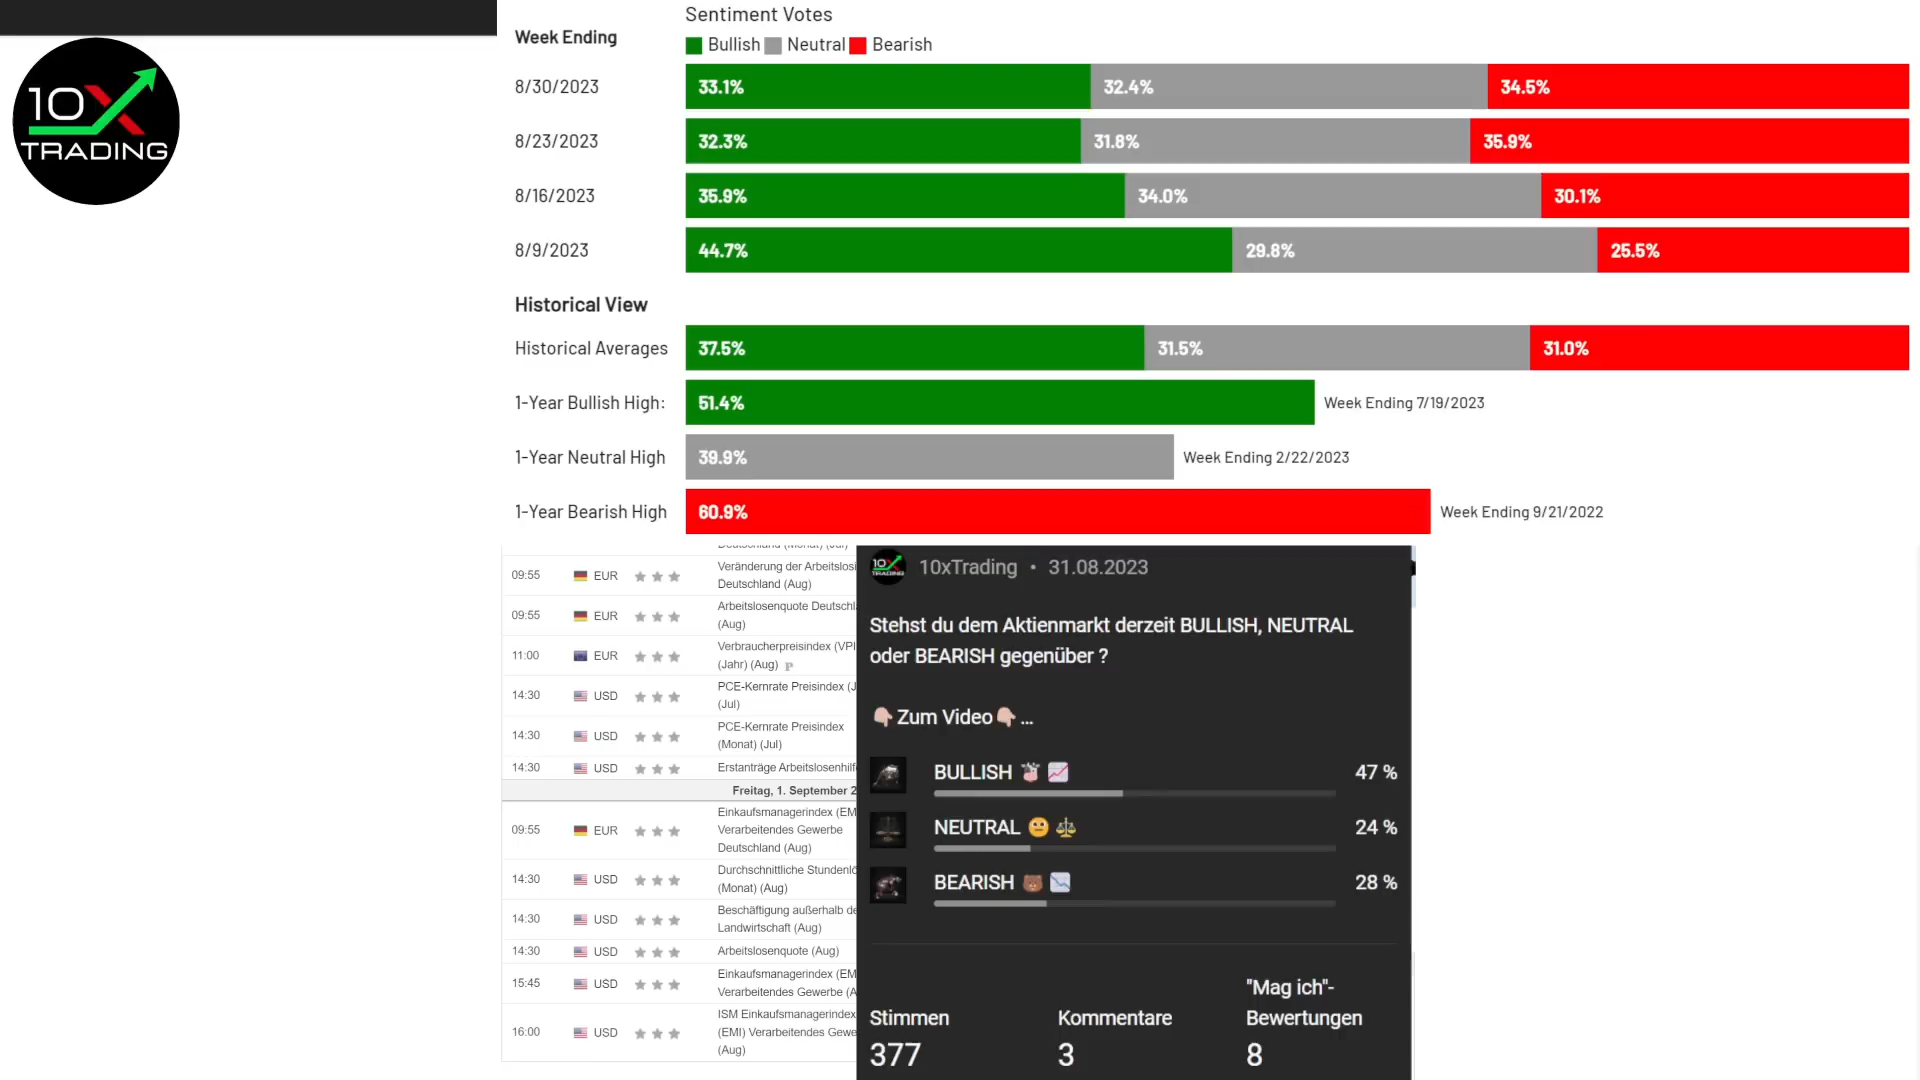 10X
TRADING
Sentiment Votes
Week Ending
Bullish Neutral Bearish
8/30/2023 33.1% 32.4% 34.5%
8/23/2023 32.3% 31.8% 35.9%
8/16/2023 35.9% 34.0% 30.1%
8/9/2023 44.7% 29.8% 25.5%
Historical View
Historical Averages 37.5% 31.5% 31.0%
1-Year Bullish High: 51.4% Week Ending 7/19/2023
1-Year Neutral High 39.9% Week Ending 2/22/2023
1-Year Bearish High 60.9% Week Ending 9/21/2022
Deutschland (Monat) (Jul)
Veränderung der Arbeitslosi
09:55 EUR
Deutschland (Aug)
Arbeitslosenquote Deutschla
09:55 EUR
(Aug)
Verbraucherpreisindex (VPI
11:00 EUR
(Jahr) (Aug) P
PCE-Kernrate Preisindex (J
14:30 USD
(Jul)
PCE-Kernrate Preisindex
14:30 USD
(Monat) (Jul)
14:30 USD Erstanträge Arbeitslosenhilfe
Freitag, 1. September 2
Einkaufsmanagerindex (EM
09:55 EUR Verarbeitendes Gewerbe
Deutschland (Aug)
Durchschnittliche Stundenlö
14:30 USD
(Monat) (Aug)
Beschäftigung außerhalb de
14:30 USD
Landwirtschaft (Aug)
14:30 USD Arbeitslosenquote (Aug)
Einkaufsmanagerindex (EM
15:45 USD
Verarbeitendes Gewerbe (A
ISM Einkaufsmanagerindex
16:00 USD (EMI) Verarbeitendes Gewe
(Aug)
10X
TRADING
10xTrading • 31.08.2023
Stehst du dem Aktienmarkt derzeit BULLISH, NEUTRAL
oder BEARISH gegenüber ?
👇Zum Video👇...
BULLISH 🐮 📈 47 %
NEUTRAL 😐 ⚖️ 24 %
BEARISH 🐻 📉 28 %
"Mag ich"-
Stimmen Kommentare Bewertungen
377 3 8